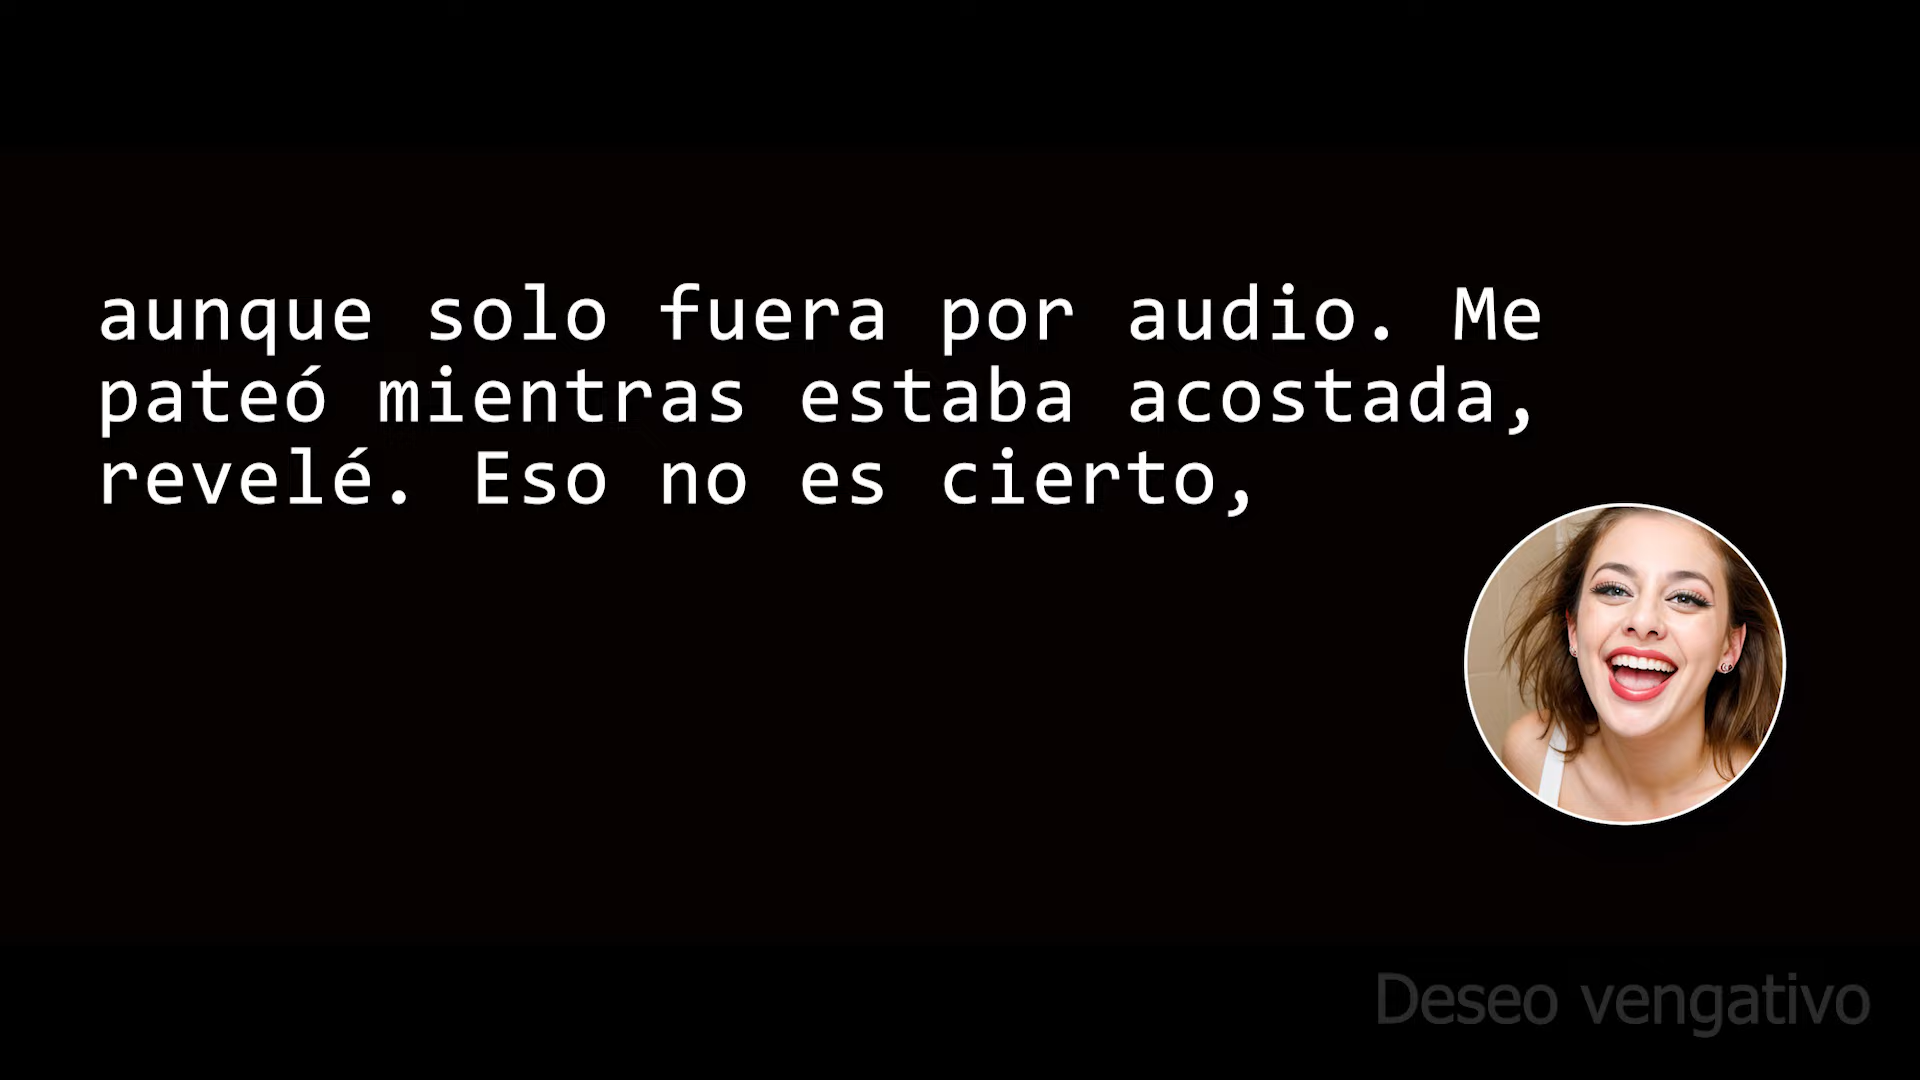 aunque solo fuera por audio. Me
pateó mientras estaba acostada,
revelé. Eso no es cierto,
Deseo vengativo